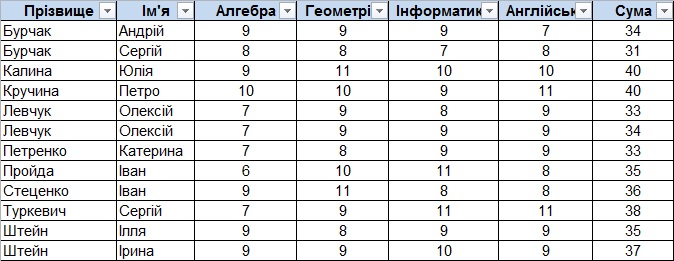 Прізвище Ім'я Алгебра Геометрі Інформатик Англійськ Сума
Бурчак Андрій 9 9 9 7 34
Бурчак Сергій 8 8 7 8 31
Калина Юлія 9 11 10 10 40
Кручина Петро 10 10 9 11 40
Левчук Олексій 7 9 8 9 33
Левчук Олексій 7 9 9 9 34
Петренко Катерина 7 8 9 9 33
Пройда Іван 6 10 11 8 35
Стеценко Іван 9 11 8 8 36
Туркевич Сергій 7 9 11 11 38
Штейн Ілля 9 8 9 9 35
Штейн Ірина 9 9 10 9 37